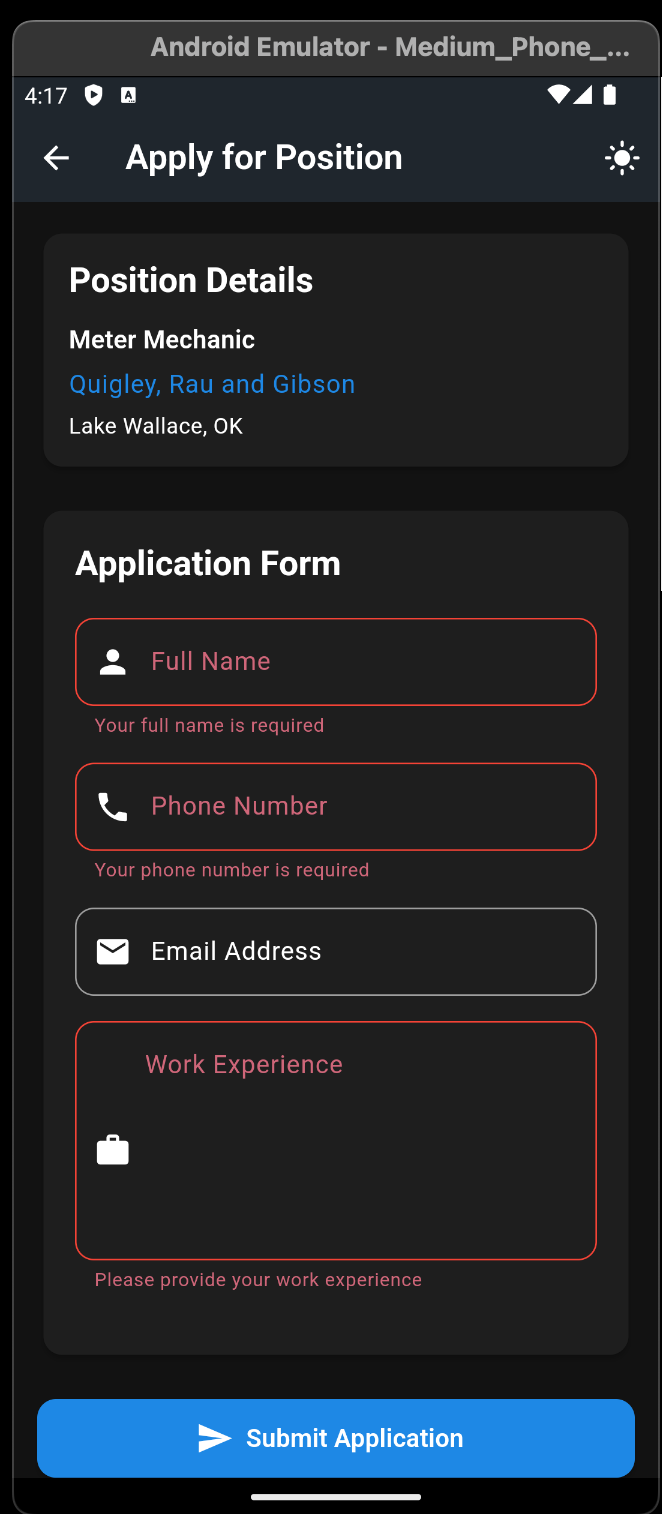 Android Emulator - Medium_Phone_...
4:17
A
Apply for Position
Position Details
Meter Mechanic
Quigley, Rau and Gibson
Lake Wallace, OK
Application Form
Full Name
Your full name is required
Phone Number
Your phone number is required
Email Address
Work Experience
Please provide your work experience
Submit Application